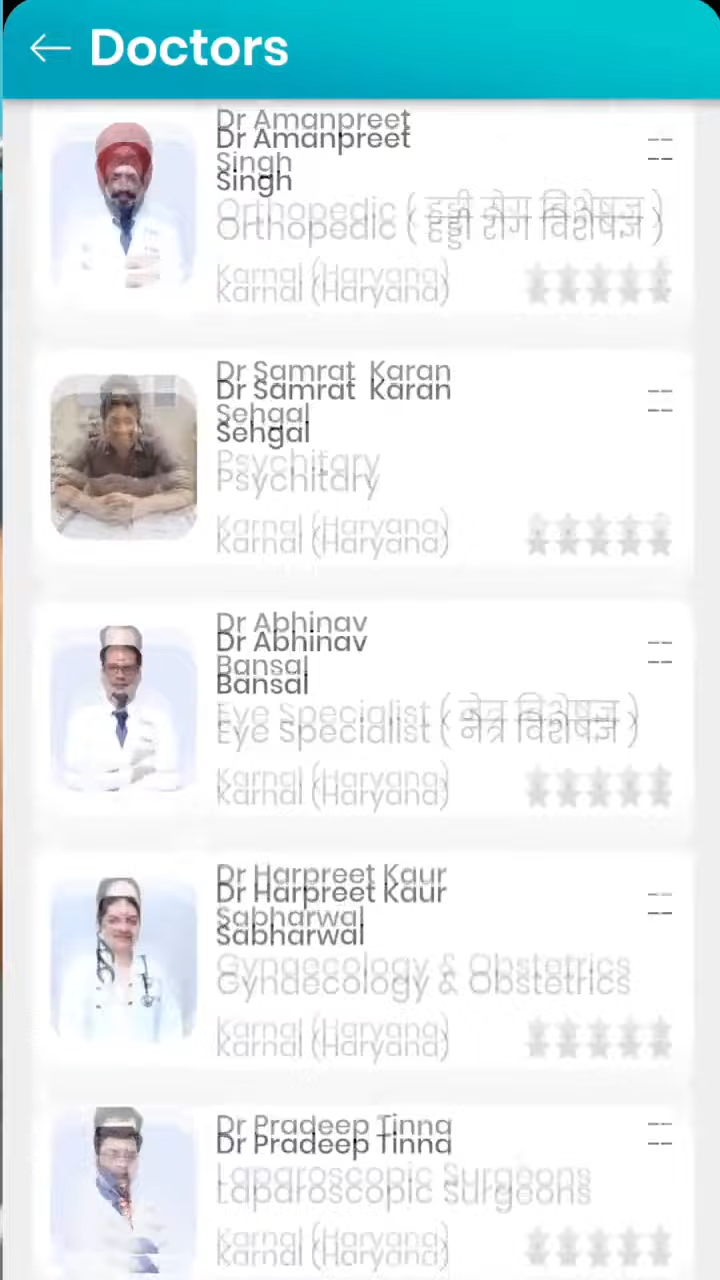 Doctors
Dr Amanpreet
--
Singh
Orthopedic ( हड्डी रोग विशेषज्ञ )
Karnal (Haryana)
Dr Samrat Karan
--
Sehgal
Psychitary
Karnal (Haryana)
Dr Abhinav
--
Bansal
Eye Specialist ( नेत्र विशेषज्ञ )
Karnal (Haryana)
Dr Harpreet Kaur
--
Sabharwal
Gynaecology & Obstetrics
Karnal (Haryana)
Dr Pradeep Tinna
--
Laparoscopic Surgeons
Karnal (Haryana)